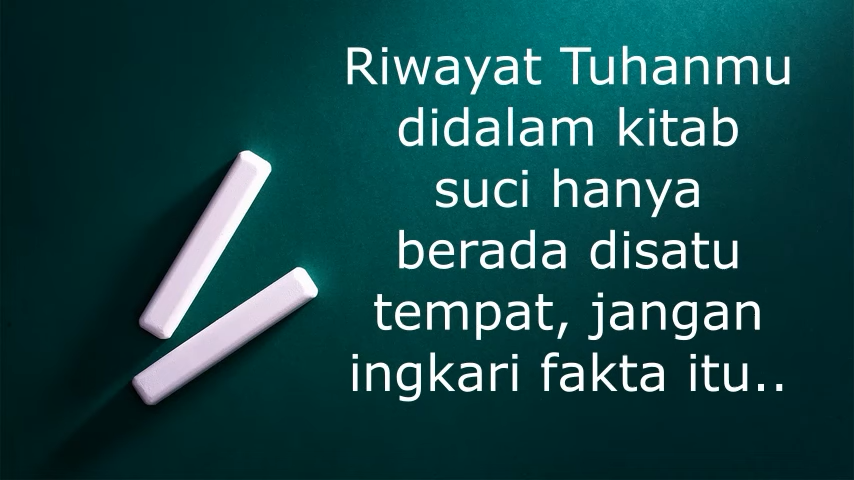 Riwayat Tuhanmu
didalam kitab
suci hanya
berada disatu
tempat, jangan
ingkari fakta itu..